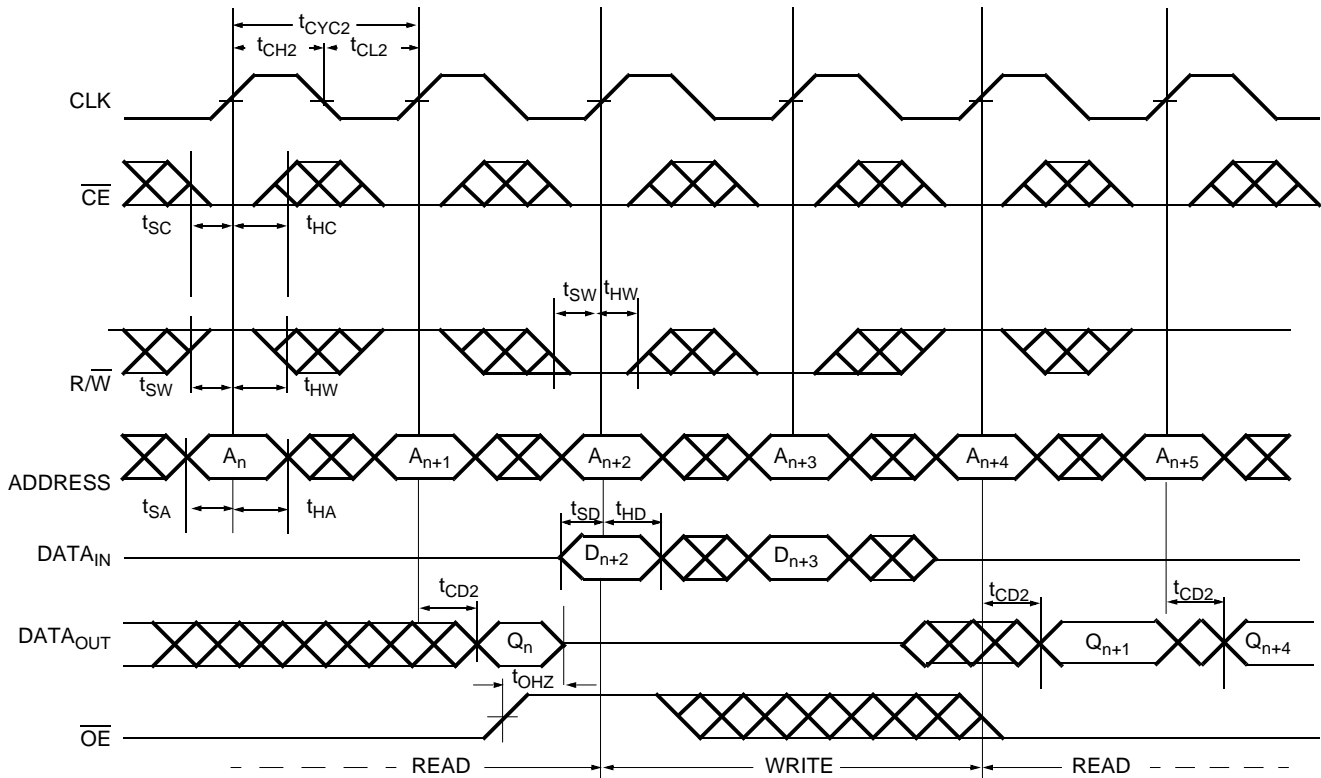 tCYC2
tCH2 tCL2
CLK
CE
tSC tHC
tSW tHW
R/W
tSW tHW
An An+1 An+2 An+3 An+4 An+5
ADDRESS
tSA tHA
tSD tHD
DATAIN
Dn+2 Dn+3
tCD2 tCD2 tCD2
DATAOUT
Qn Qn+1 Qn+4
tOHZ
OE
READ WRITE READ